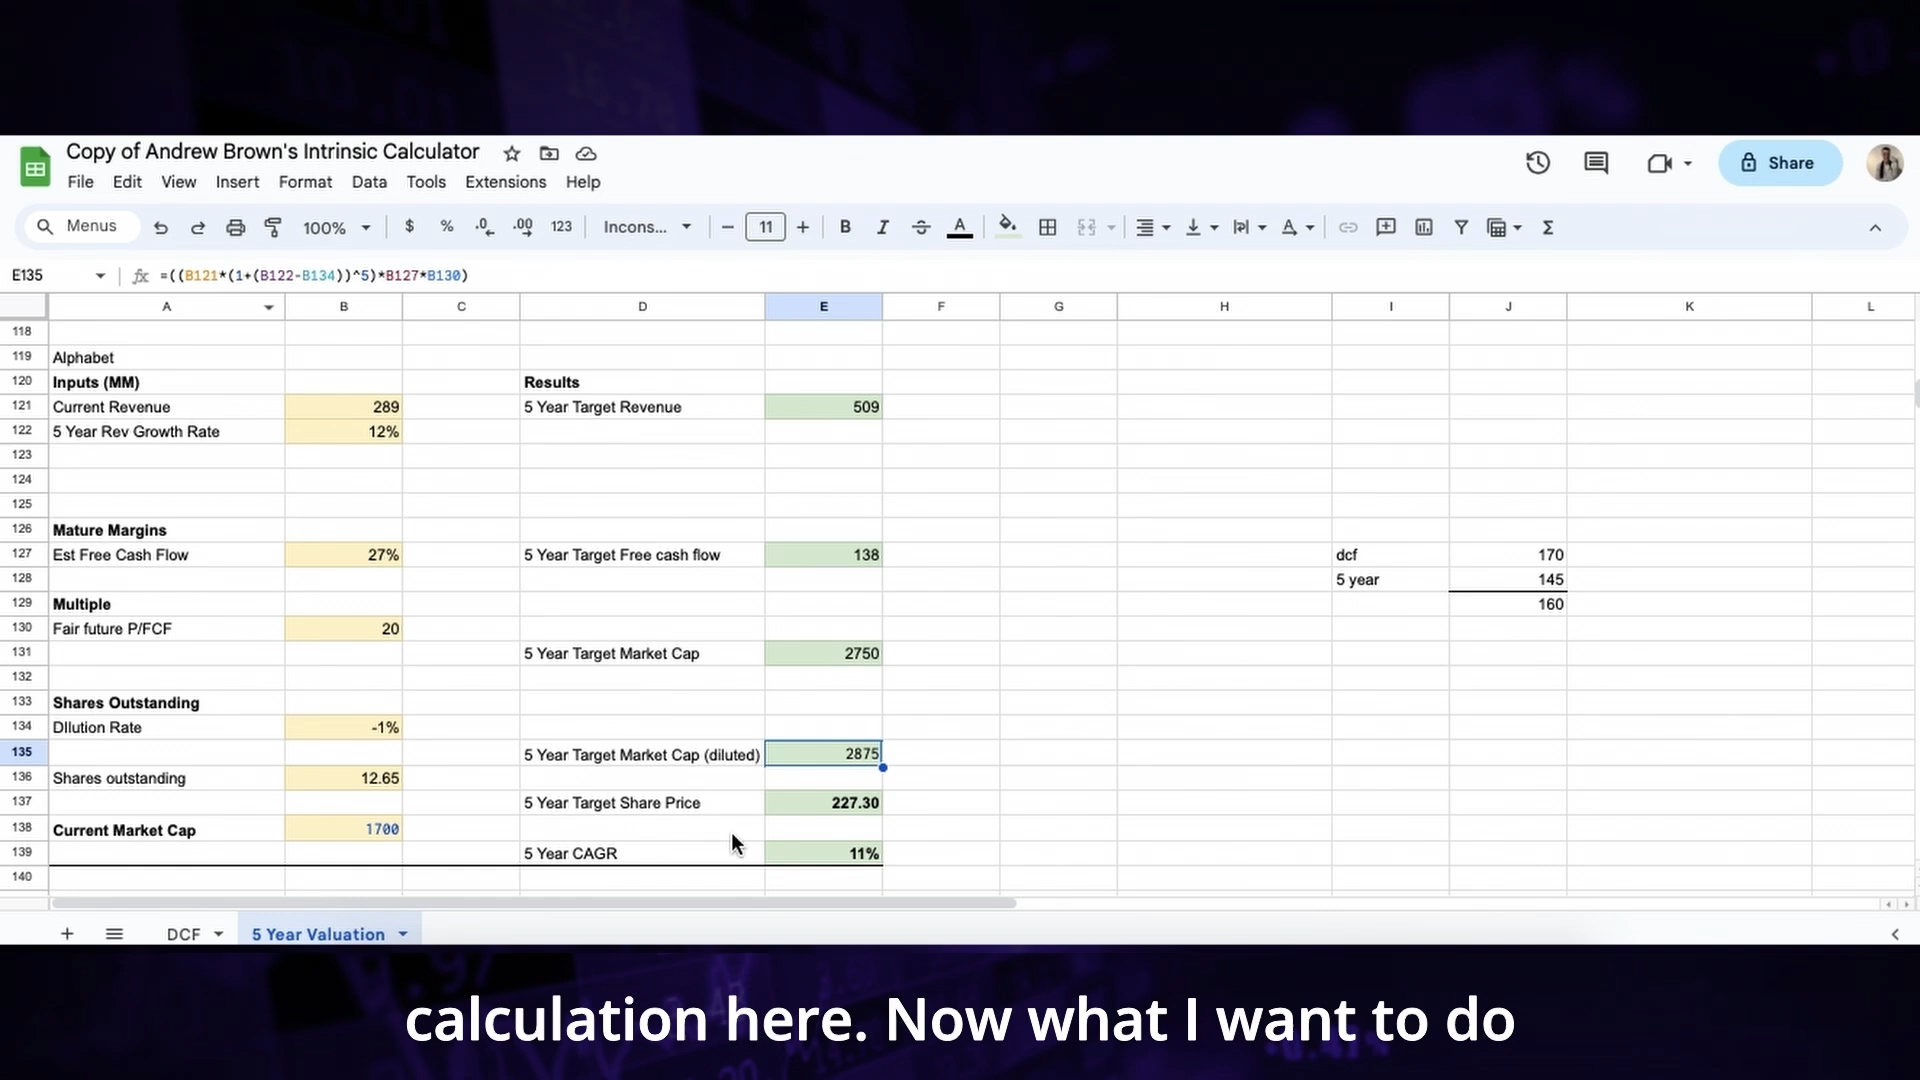 Copy of Andrew Brown's Intrinsic Calculator
File Edit View Insert Format Data Tools Extensions Help
Share
Menus 100% $ % .0 .00 123 Incons... 11 B I A
E135 fx =((B121*(1+(B122-B134))^5)*B127*B130)
A B C D E F G H I J K L
118
119 Alphabet
120 Inputs (MM) Results
121 Current Revenue 289 5 Year Target Revenue 509
122 5 Year Rev Growth Rate 12%
123
124
125
126 Mature Margins
127 Est Free Cash Flow 27% 5 Year Target Free cash flow 138 dcf 170
128 5 year 145
129 Multiple 160
130 Fair future P/FCF 20
131 5 Year Target Market Cap 2750
132
133 Shares Outstanding
134 DIlution Rate -1%
135 5 Year Target Market Cap (diluted) 2875
136 Shares outstanding 12.65
137 5 Year Target Share Price 227.30
138 Current Market Cap 1700
139 5 Year CAGR 11%
140
DCF 5 Year Valuation
calculation here. Now what I want to do